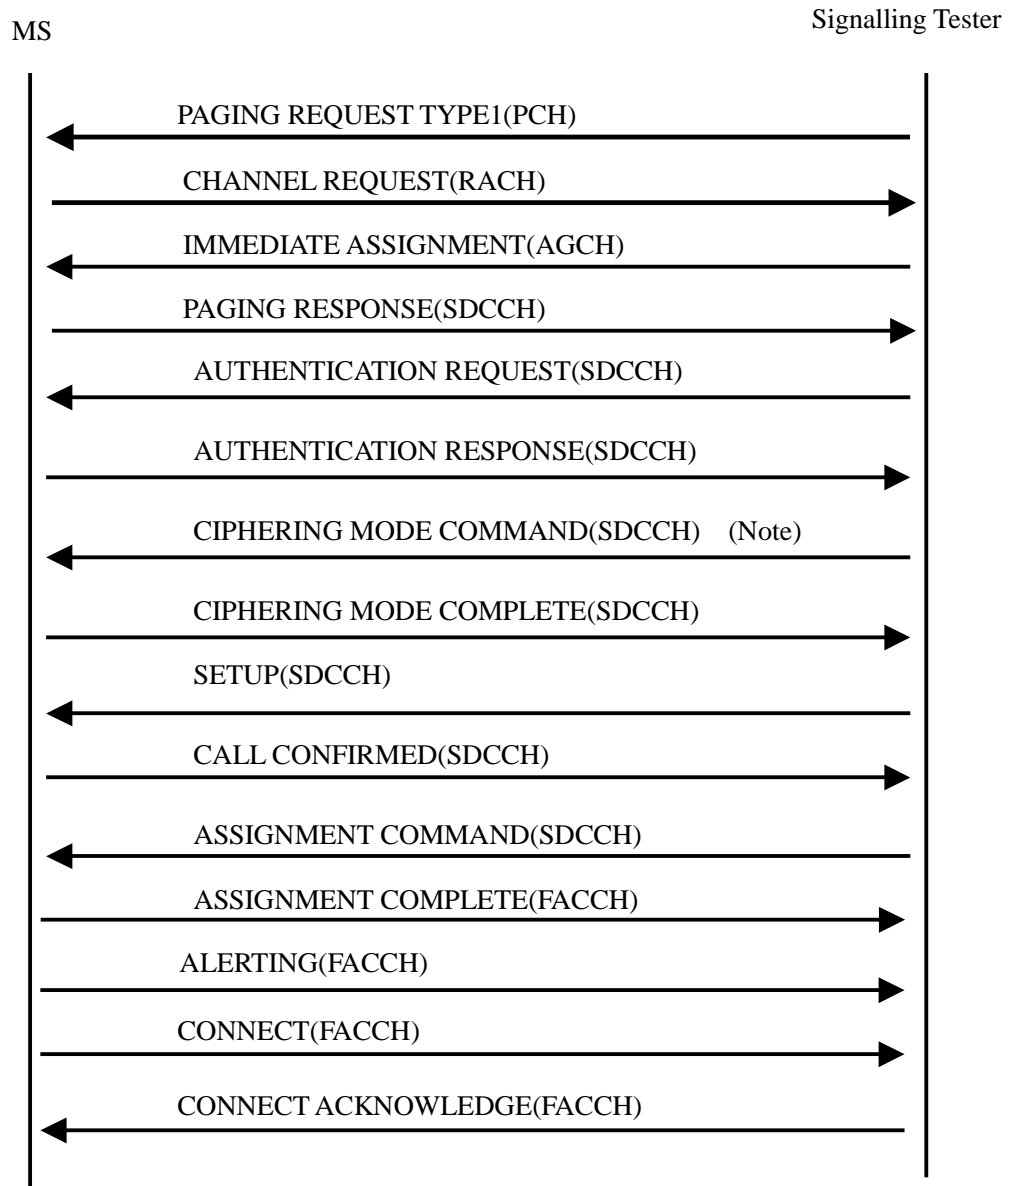 MS
Signalling Tester
PAGING REQUEST TYPE1(PCH)
CHANNEL REQUEST(RACH)
IMMEDIATE ASSIGNMENT(AGCH)
PAGING RESPONSE(SDCCH)
AUTHENTICATION REQUEST(SDCCH)
AUTHENTICATION RESPONSE(SDCCH)
CIPHERING MODE COMMAND(SDCCH) (Note)
CIPHERING MODE COMPLETE(SDCCH)
SETUP(SDCCH)
CALL CONFIRMED(SDCCH)
ASSIGNMENT COMMAND(SDCCH)
ASSIGNMENT COMPLETE(FACCH)
ALERTING(FACCH)
CONNECT(FACCH)
CONNECT ACKNOWLEDGE(FACCH)